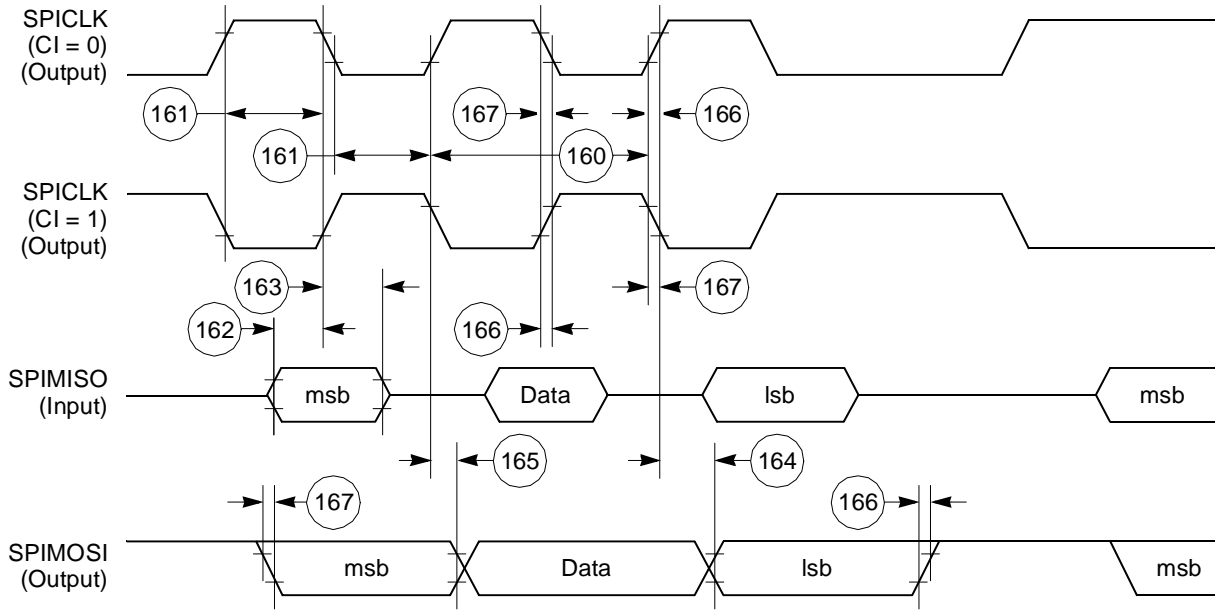 SPICLK
(CI = 0)
(Output)
161
167
166
161
160
SPICLK
(CI = 1)
(Output)
163
167
162
166
SPIMISO
(Input)
msb
Data
lsb
msb
165
164
167
166
SPIMOSI
(Output)
msb
Data
lsb
msb